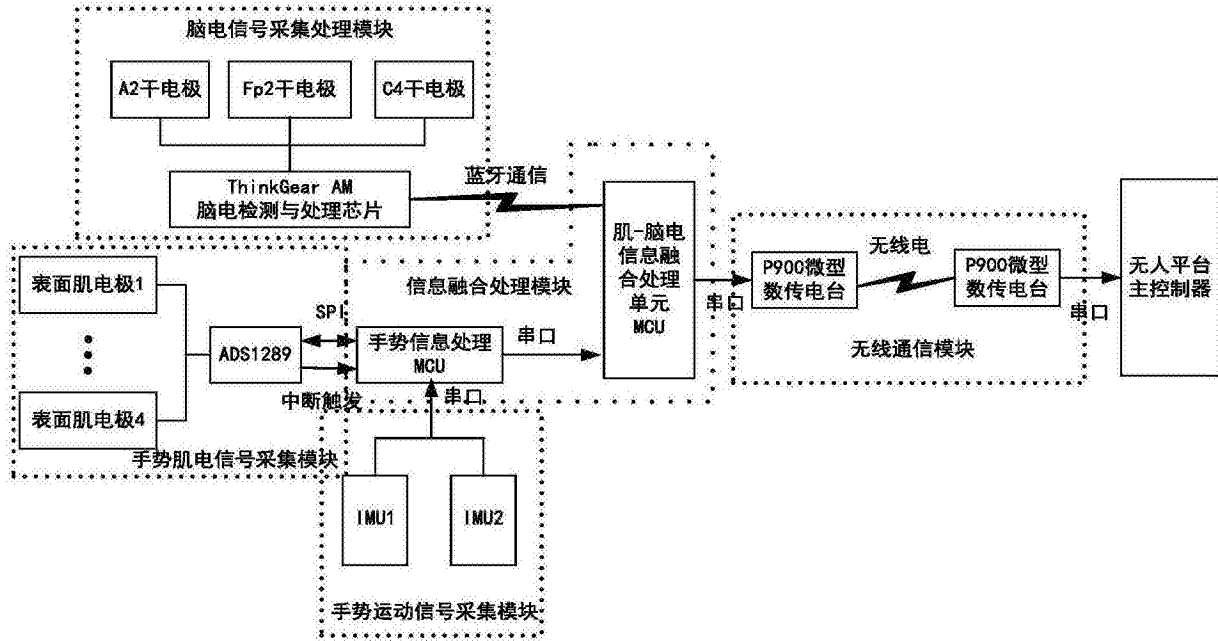 脑电信号采集处理模块
A2干电极
Fp2干电极
C4干电极
ThinkGear AM
脑电检测与处理芯片
蓝牙通信
肌-脑电
信息融
合处理
单元
MCU
表面肌电极1
表面肌电极4
ADS1289
SPI
中断触发
手势肌电信号采集模块
信息融合处理模块
手势信息处理
MCU
串口
串口
IMU1
IMU2
手势运动信号采集模块
串口
P900微型
数传电台
无线电
P900微型
数传电台
串口
无线通信模块
无人平台
主控制器